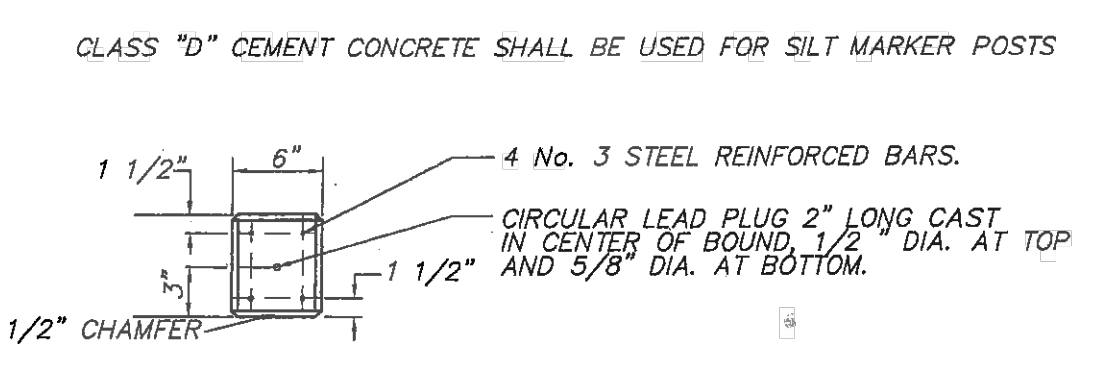 CLASS "D" CEMENT CONCRETE SHALL BE USED FOR SILT MARKER POSTS
6"
4 No. 3 STEEL REINFORCED BARS.
1 1/2"
CIRCULAR LEAD PLUG 2" LONG CAST
IN CENTER OF BOUND, 1/2 " DIA. AT TOP
AND 5/8" DIA. AT BOTTOM.
1 1/2"
3"
1/2" CHAMFER